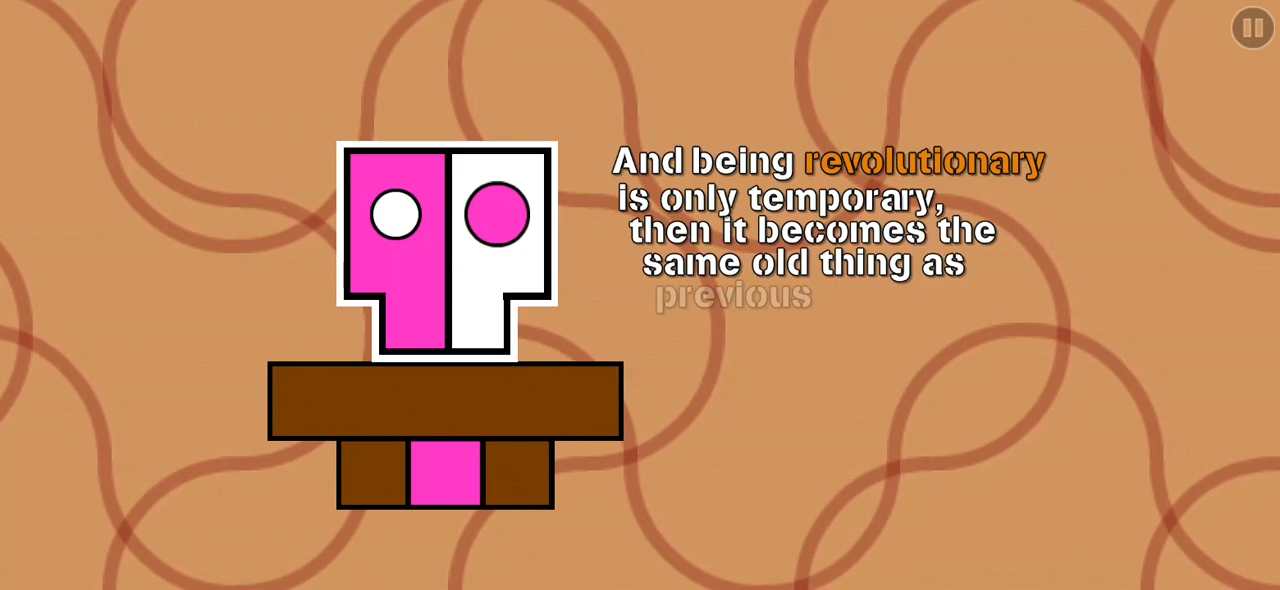 And being revolutionary
is only temporary,
then it becomes the
same old thing as
previous